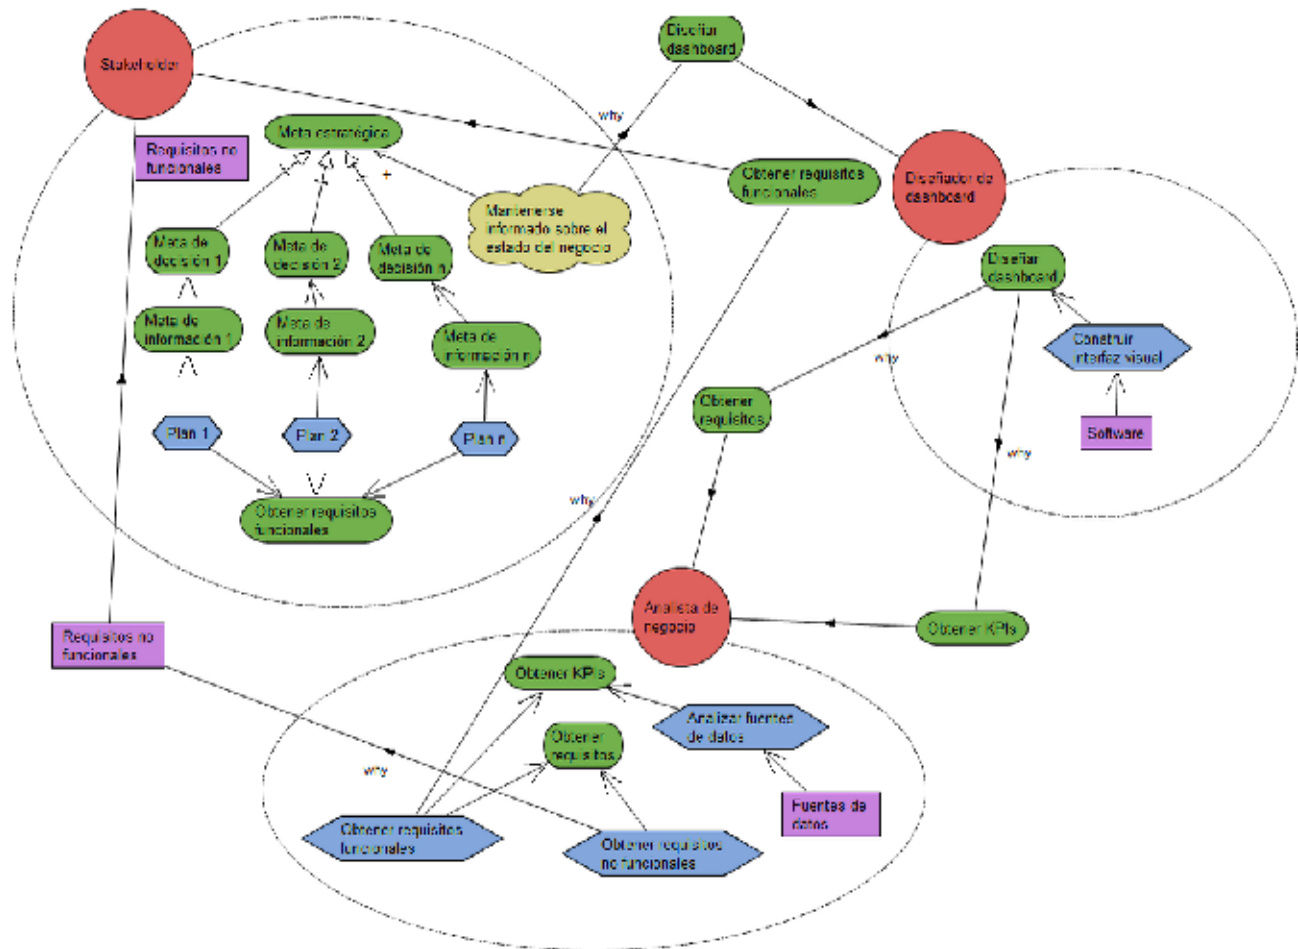 Stakeholder
Requisitos no
funcionales
Meta estratégica
+
Mantenerse
informado sobre el
estado del negocio
Meta de
decisión 1
Meta de
decisión 2
Meta de
decisión n
Meta de
información 1
Meta de
información 2
Meta de
información n
Plan 1
Plan 2
Plan n
Obtener requisitos
funcionales
Diseñar
dashboard
why
Obtener requisitos
funcionales
Diseñador de
dashboard
Diseñar
dashboard
Construir
interfaz visual
Software
why
why
Obtener
requisitos
why
Requisitos no
funcionales
Analista de
negocio
Obtener KPIs
Obtener KPIs
Analizar fuentes
de datos
Obtener
requisitos
why
Fuentes de
datos
Obtener requisitos
funcionales
Obtener requisitos
no funcionales